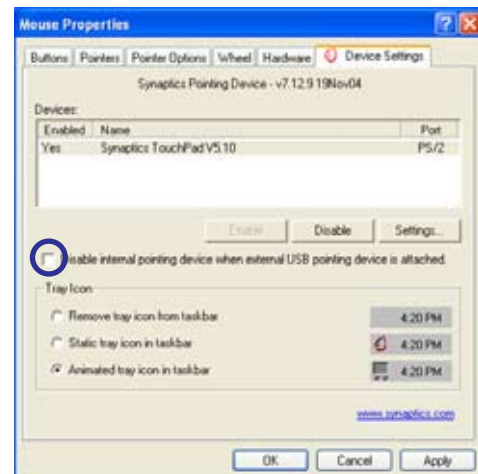 Mouse Properties
Buttons Pointers Pointer Options Wheel Hardware Device Settings
Synaptics Pointing Device - v7.12.9 19Nov04
Devices:
Enabled Name Port
Yes Synaptics TouchPad V5.10 PS/2
Enable Disable Settings...
Disable internal pointing device when external USB pointing device is attached.
Tray Icon
Remove tray icon from taskbar 4:20 PM
Static tray icon in taskbar 4:20 PM
Animated tray icon in taskbar 4:20 PM
www.synaptics.com
OK Cancel Apply